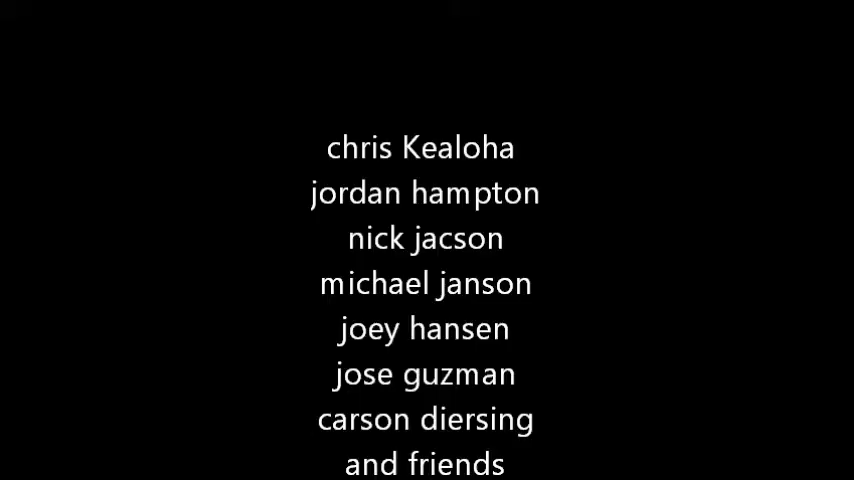 chris Kealoha
jordan hampton
nick jacson
michael janson
joey hansen
jose guzman
carson diersing
and friends